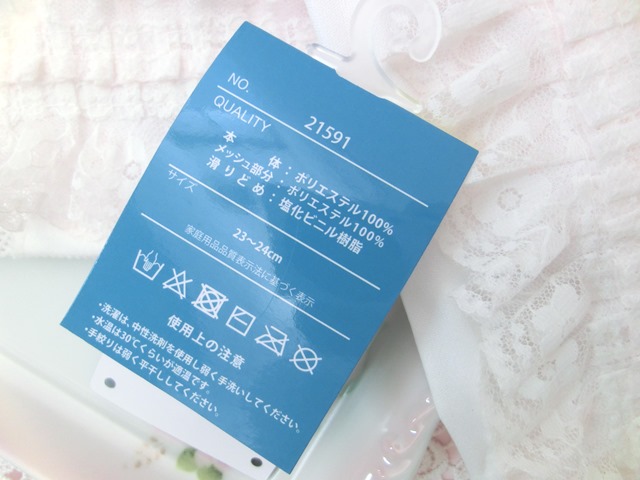 NO. 21591
QUALITY
本 体：ポリエステル100%
メッシュ部分：ポリエステル100%
滑りどめ：塩化ビニル樹脂
サイズ
23～24cm
家庭用品品質表示法に基づく表示
使用上の注意
・洗濯は、中性洗剤を使用し弱く手洗いしてください。
・水温は30℃くらいが適温です。
・手絞りは弱く平干ししてください。